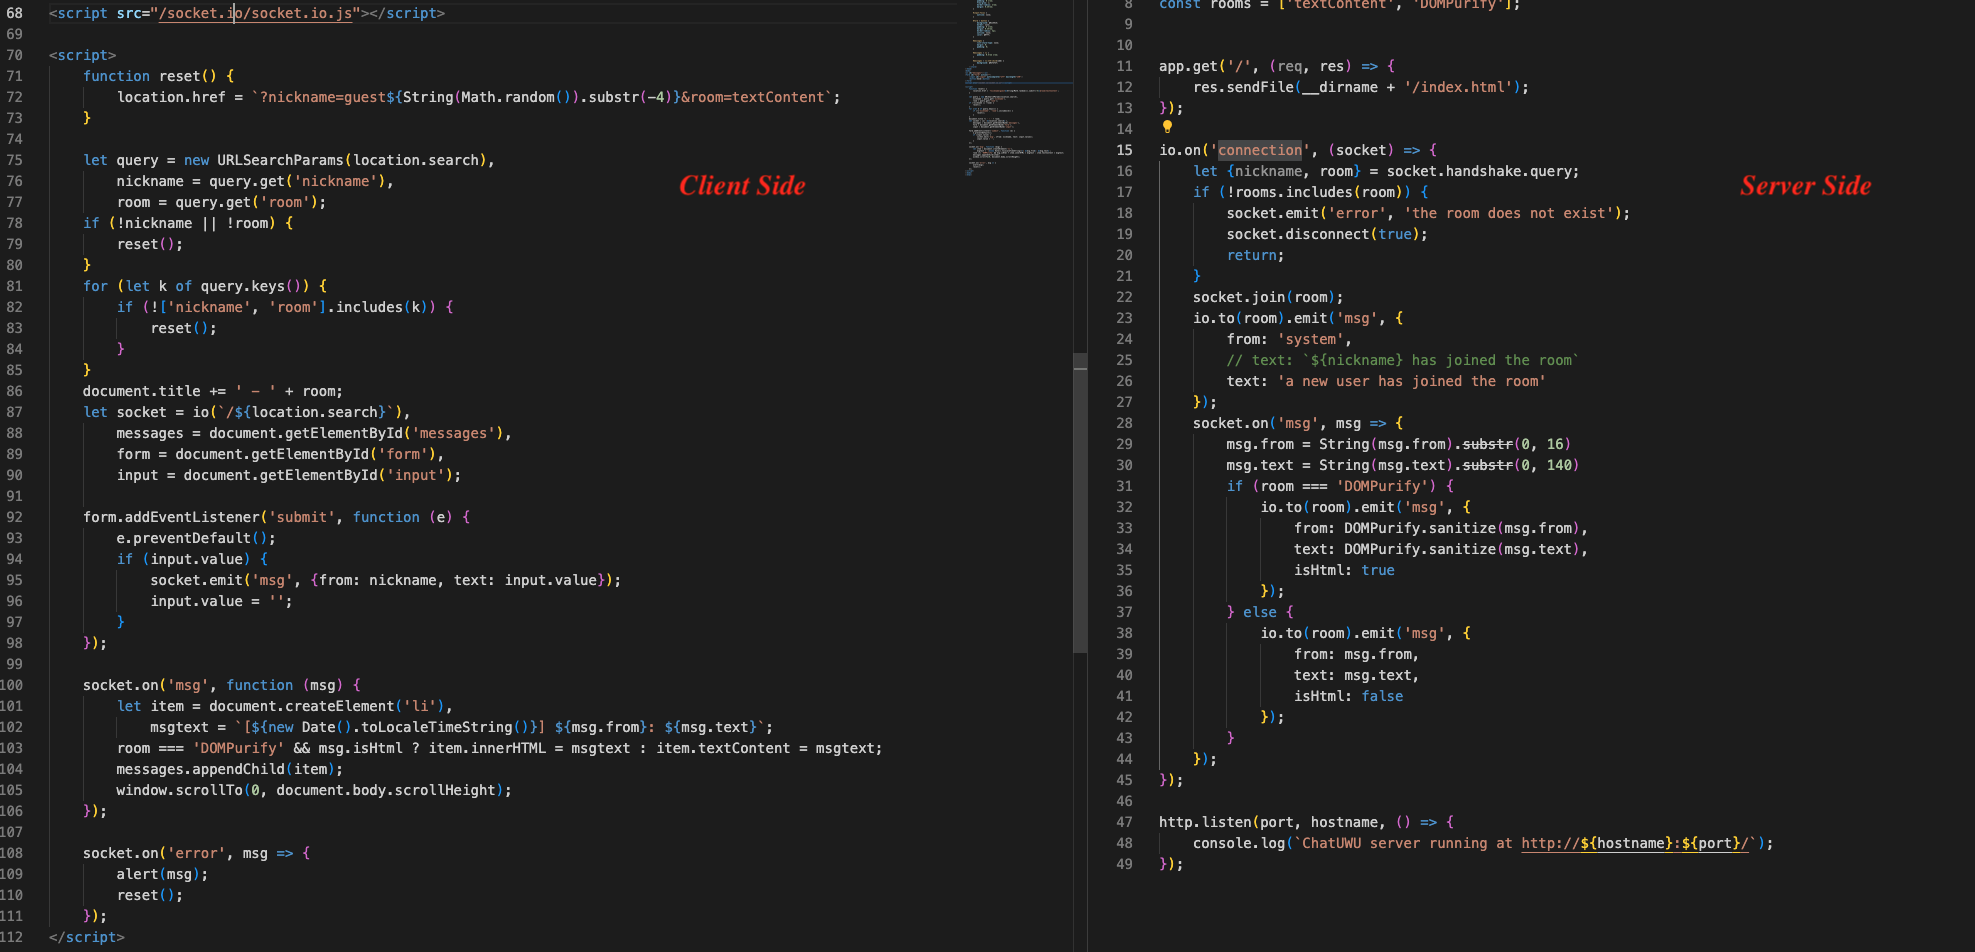 68 <script src="/socket.io/socket.io.js"></script>
69
70 <script>
71 function reset() {
72 location.href = `?nickname=guest${String(Math.random()).substr(-4)}&room=textContent`;
73 }
74
75 let query = new URLSearchParams(location.search),
76 nickname = query.get('nickname'),
77 room = query.get('room');
78 if (!nickname || !room) {
79 reset();
80 }
81 for (let k of query.keys()) {
82 if (!['nickname', 'room'].includes(k)) {
83 reset();
84 }
85 }
86 document.title += ' - ' + room;
87 let socket = io(`/${location.search}`),
88 messages = document.getElementById('messages'),
89 form = document.getElementById('form'),
90 input = document.getElementById('input');
91
92 form.addEventListener('submit', function (e) {
93 e.preventDefault();
94 if (input.value) {
95 socket.emit('msg', {from: nickname, text: input.value});
96 input.value = '';
97 }
98 });
99
100 socket.on('msg', function (msg) {
101 let item = document.createElement('li'),
102 msgtext = `[${new Date().toLocaleTimeString()}] ${msg.from}: ${msg.text}`;
103 room === 'DOMPurify' && msg.isHtml ? item.innerHTML = msgtext : item.textContent = msgtext;
104 messages.appendChild(item);
105 window.scrollTo(0, document.body.scrollHeight);
106 });
107
108 socket.on('error', msg => {
109 alert(msg);
110 reset();
111 });
112 </script>
Client Side
8 const rooms = ['textContent', 'DOMPurify'];
9
10
11 app.get('/', (req, res) => {
12 res.sendFile(__dirname + '/index.html');
13 });
14
15 io.on('connection', (socket) => {
16 let {nickname, room} = socket.handshake.query;
17 if (!rooms.includes(room)) {
18 socket.emit('error', 'the room does not exist');
19 socket.disconnect(true);
20 return;
21 }
22 socket.join(room);
23 io.to(room).emit('msg', {
24 from: 'system',
25 // text: `${nickname} has joined the room`
26 text: 'a new user has joined the room'
27 });
28 socket.on('msg', msg => {
29 msg.from = String(msg.from).substr(0, 16)
30 msg.text = String(msg.text).substr(0, 140)
31 if (room === 'DOMPurify') {
32 io.to(room).emit('msg', {
33 from: DOMPurify.sanitize(msg.from),
34 text: DOMPurify.sanitize(msg.text),
35 isHtml: true
36 });
37 } else {
38 io.to(room).emit('msg', {
39 from: msg.from,
40 text: msg.text,
41 isHtml: false
42 });
43 }
44 });
45 });
46
47 http.listen(port, hostname, () => {
48 console.log(`ChatUWU server running at http://${hostname}:${port}/`);
49 });
Server Side